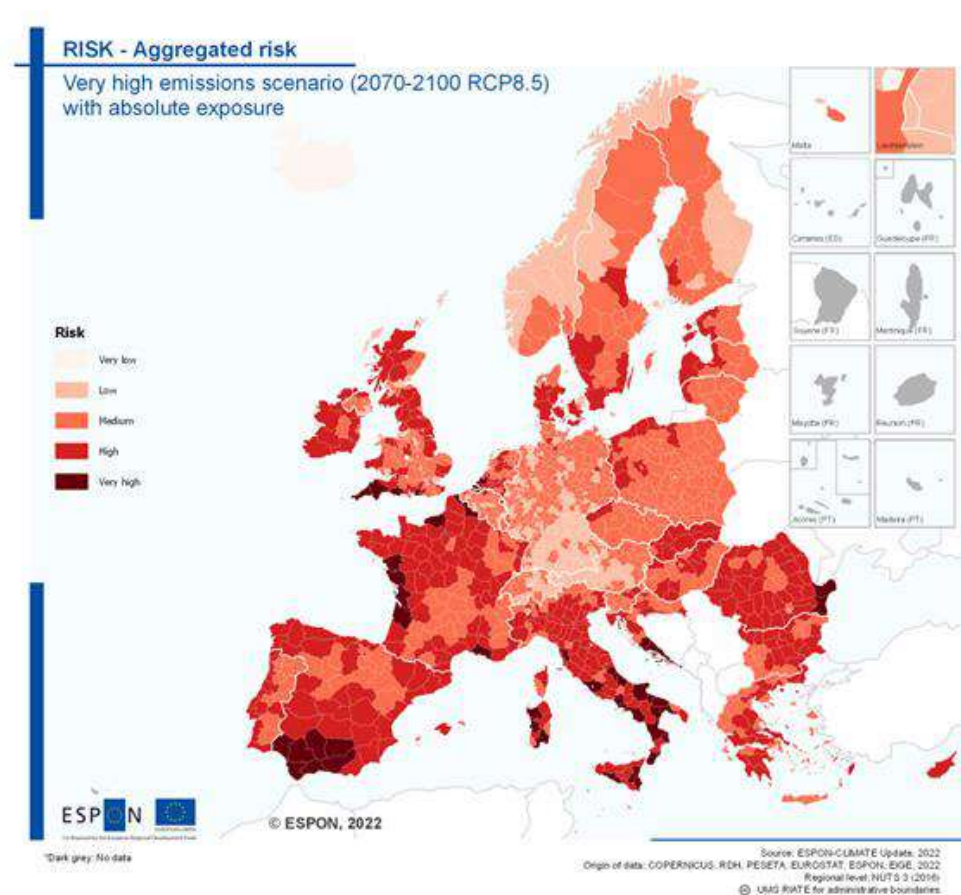 RISK - Aggregated risk
Very high emissions scenario (2070-2100 RCP8.5)
with absolute exposure
Malta
Liechtenstein
Canarias (ES)
Guadeloupe (FR)
Guyane (FR)
Martinique (FR)
Mayotte (FR)
Réunion (FR)
Acores (PT)
Madeira (PT)
Risk
Very low
Low
Medium
High
Very high
ESPON
© ESPON, 2022
*Dark grey: No data
Source: ESPON-CLIMATE Update, 2022
Origin of data: COPERNICUS, RDH, PESETA, EUROSTAT, ESPON, EIGE, 2022
Regional level: NUTS 3 (2016)
© UMS RIATE for administrative boundaries